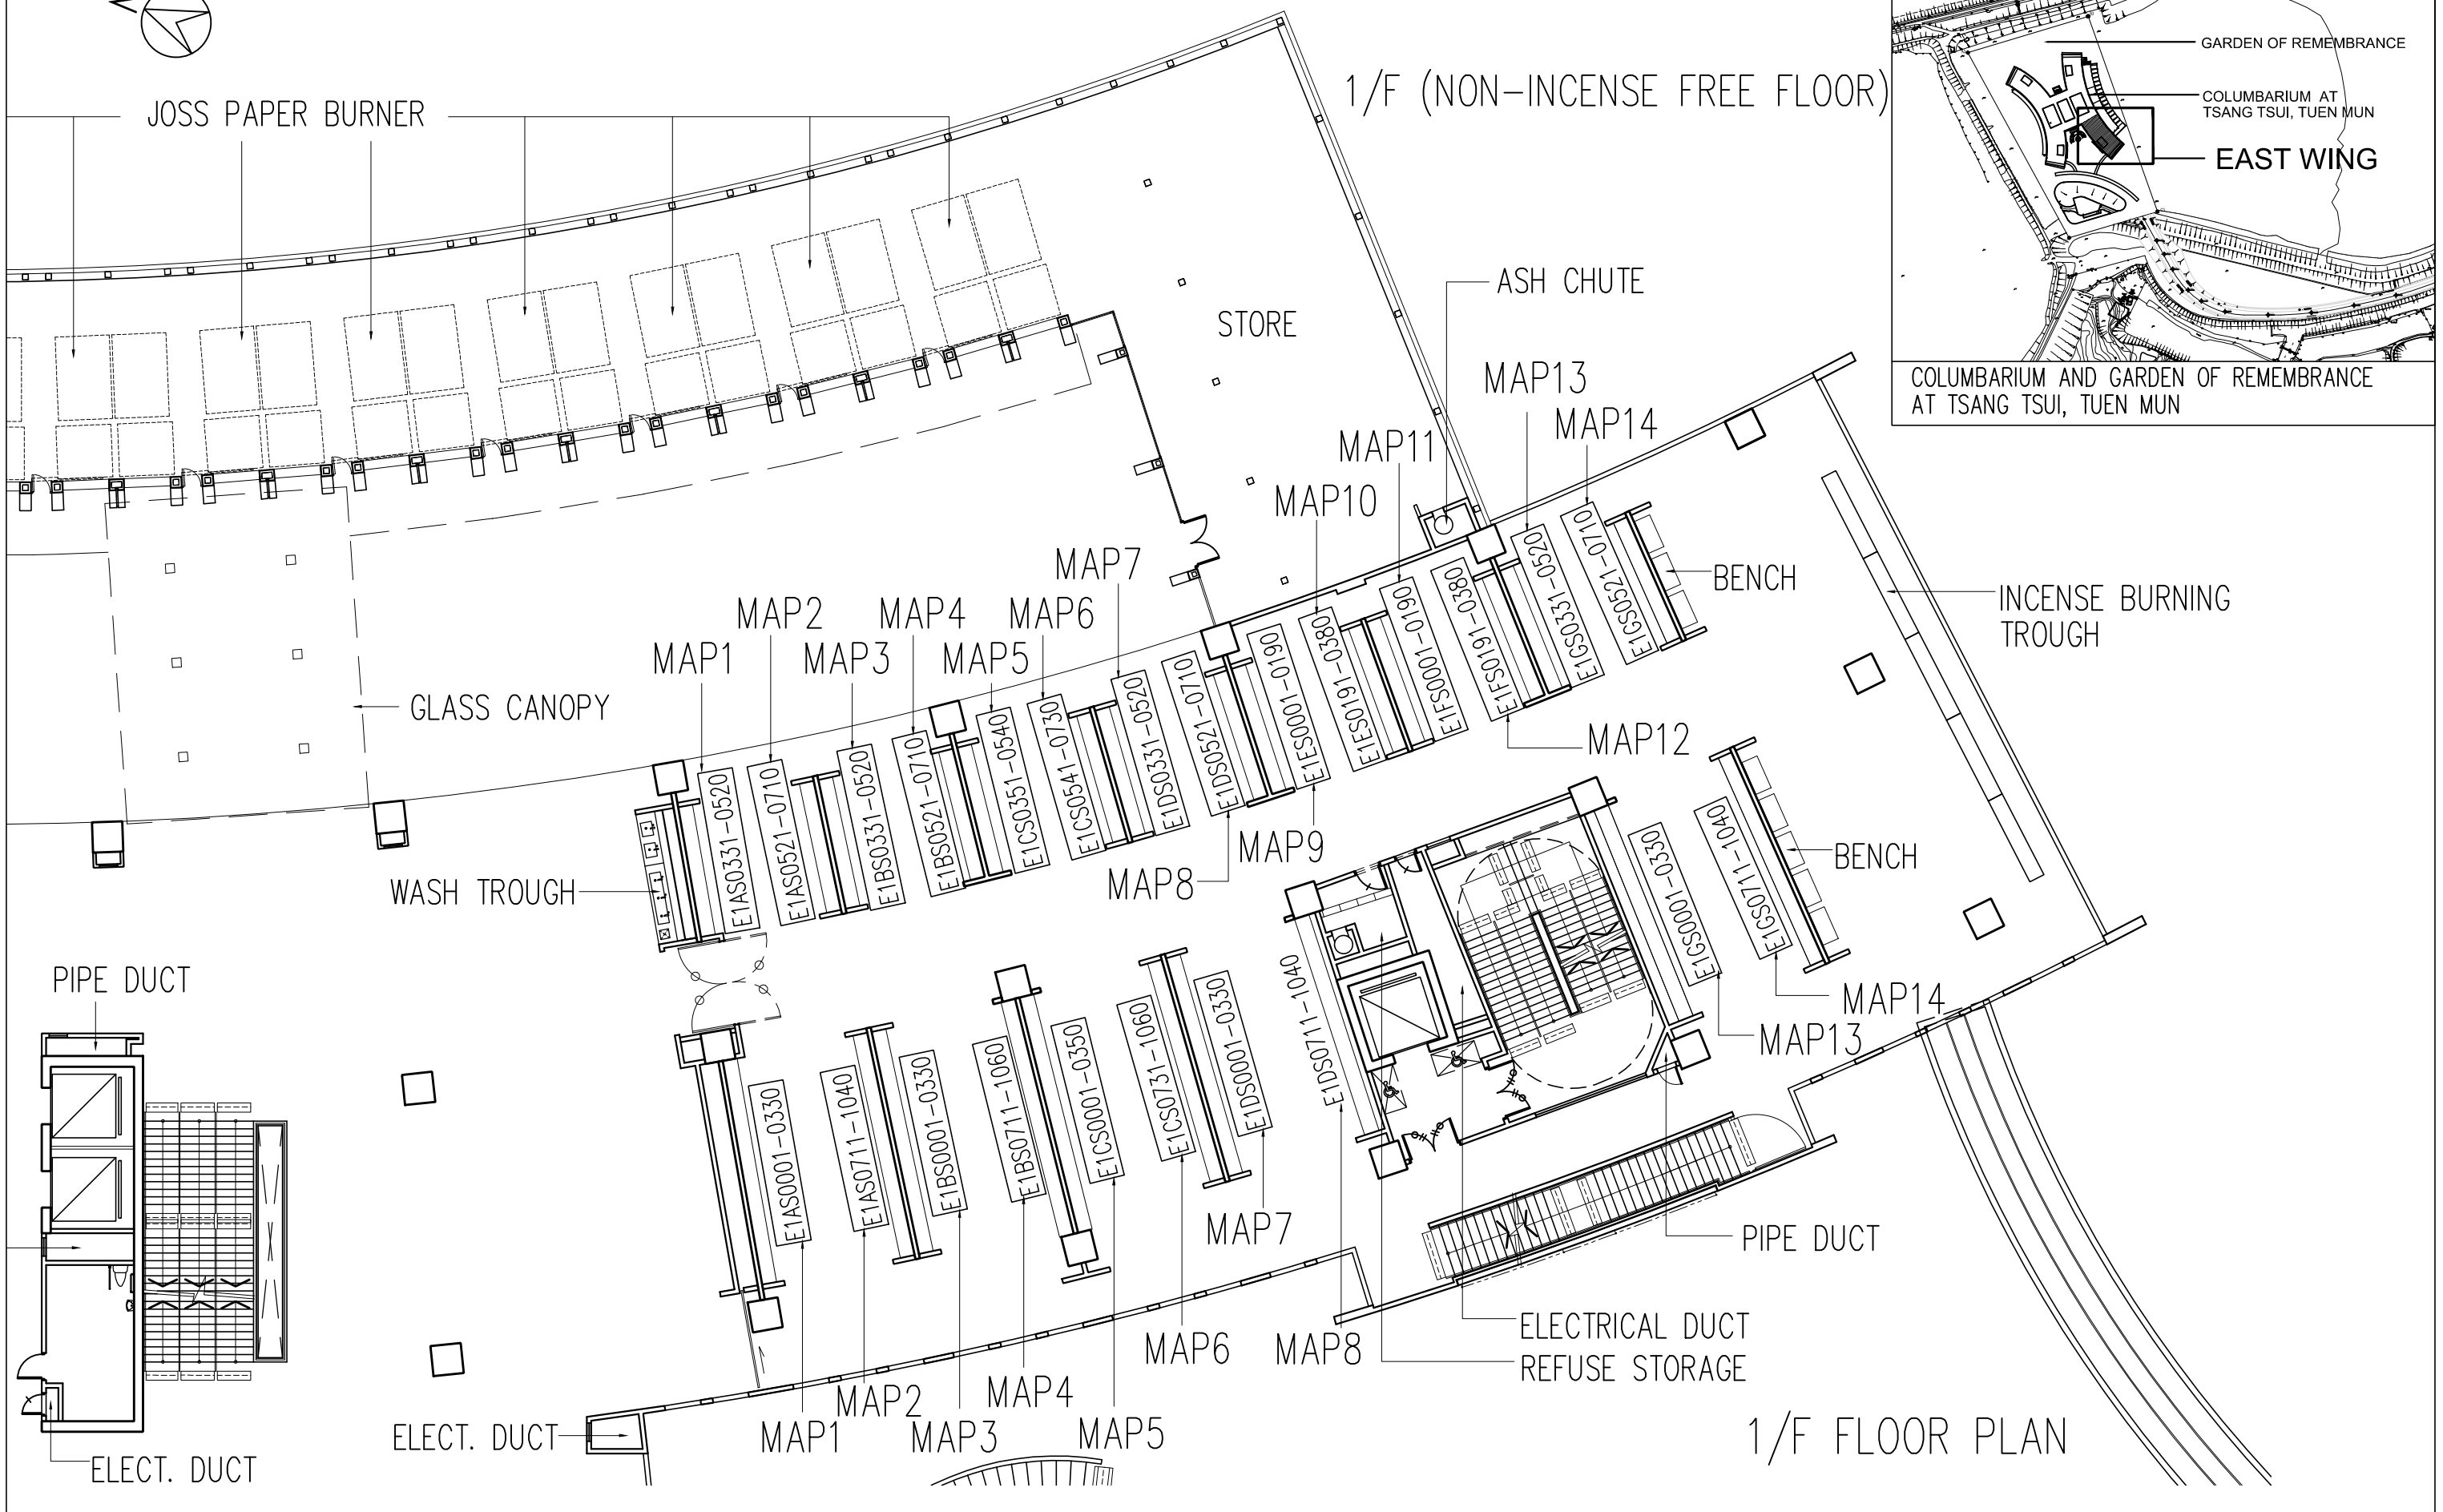 1/F (NON-INCENSE FREE FLOOR)
GARDEN OF REMEMBRANCE
COLUMBARIUM AT
TSANG TSUI, TUEN MUN
EAST WING
COLUMBARIUM AND GARDEN OF REMEMBRANCE
AT TSANG TSUI, TUEN MUN
JOSS PAPER BURNER
STORE
ASH CHUTE
MAP13
MAP14
MAP11
MAP10
MAP7
MAP6
MAP4
MAP2
MAP5
MAP3
MAP1
BENCH
INCENSE BURNING
TROUGH
GLASS CANOPY
E1AS0331-0520
E1AS0521-0710
E1BS0331-0520
E1BS0521-0710
E1CS0351-0540
E1CS0541-0730
E1DS0331-0520
E1DS0521-0710
E1ES0001-0190
E1ES0191-0380
E1FS0001-0190
E1FS0191-0380
E1GS0331-0520
E1GS0521-0710
MAP12
MAP9
MAP8
WASH TROUGH
BENCH
PIPE DUCT
E1AS0001-0330
E1AS0711-1040
E1BS0001-0330
E1BS0711-1060
E1CS0001-0350
E1CS0731-1060
E1DS0001-0330
E1DS0711-1040
E1GS0001-0330
E1GS0711-1040
MAP14
MAP13
MAP7
PIPE DUCT
MAP6
MAP8
ELECTRICAL DUCT
REFUSE STORAGE
MAP4
MAP2
MAP1
MAP3
MAP5
ELECT. DUCT
ELECT. DUCT
1/F FLOOR PLAN